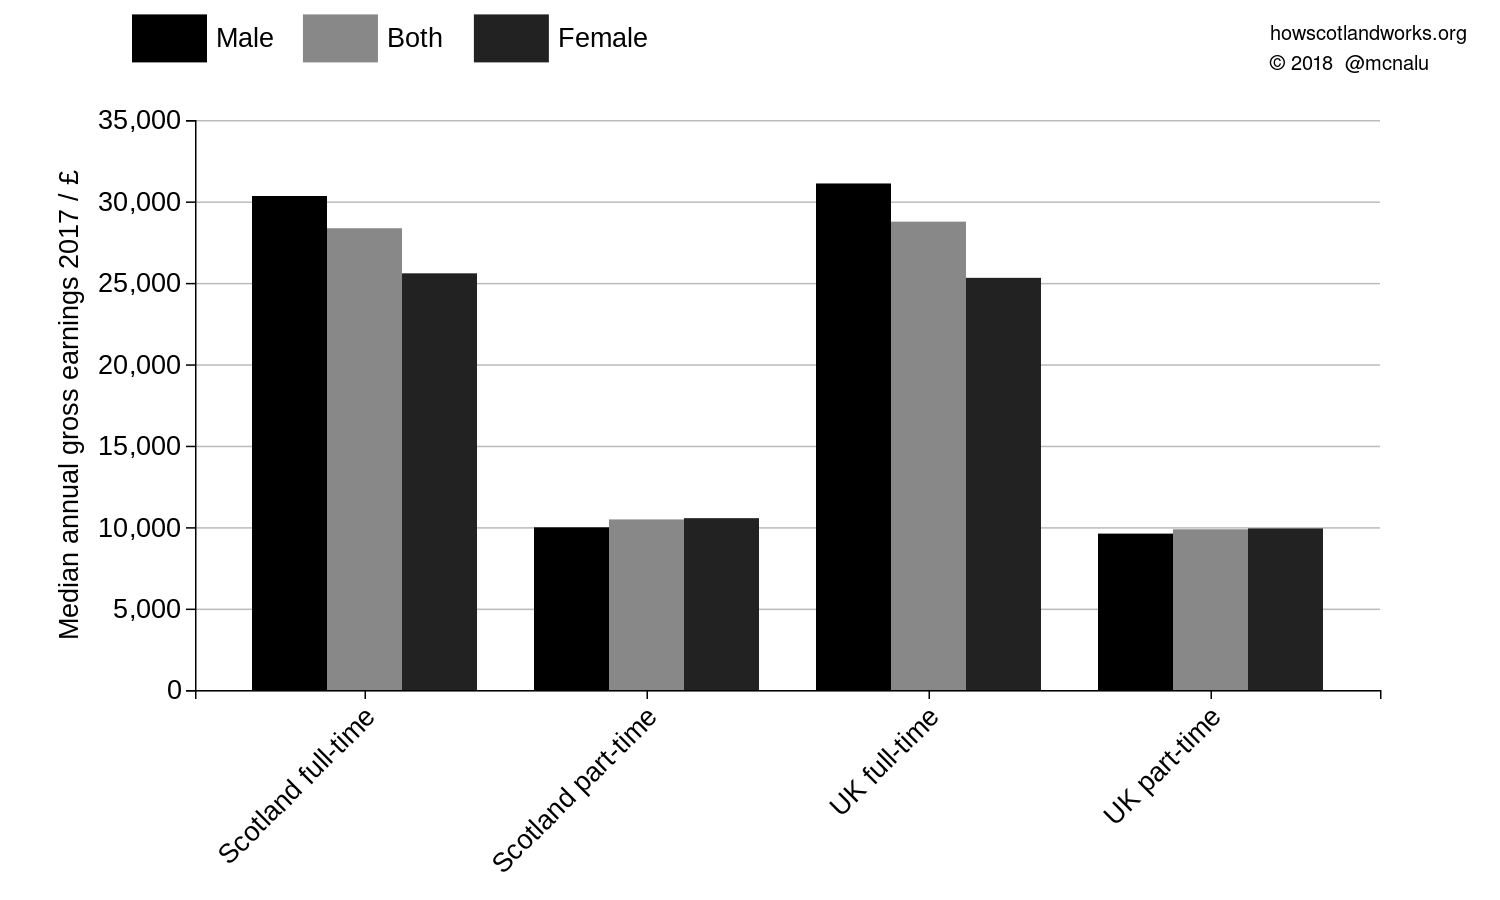 Male Both Female
howscotlandworks.org
© 2018 @mcnalu
Median annual gross earnings 2017 / £
35,000
30,000
25,000
20,000
15,000
10,000
5,000
0
Scotland full-time
Scotland part-time
UK full-time
UK part-time